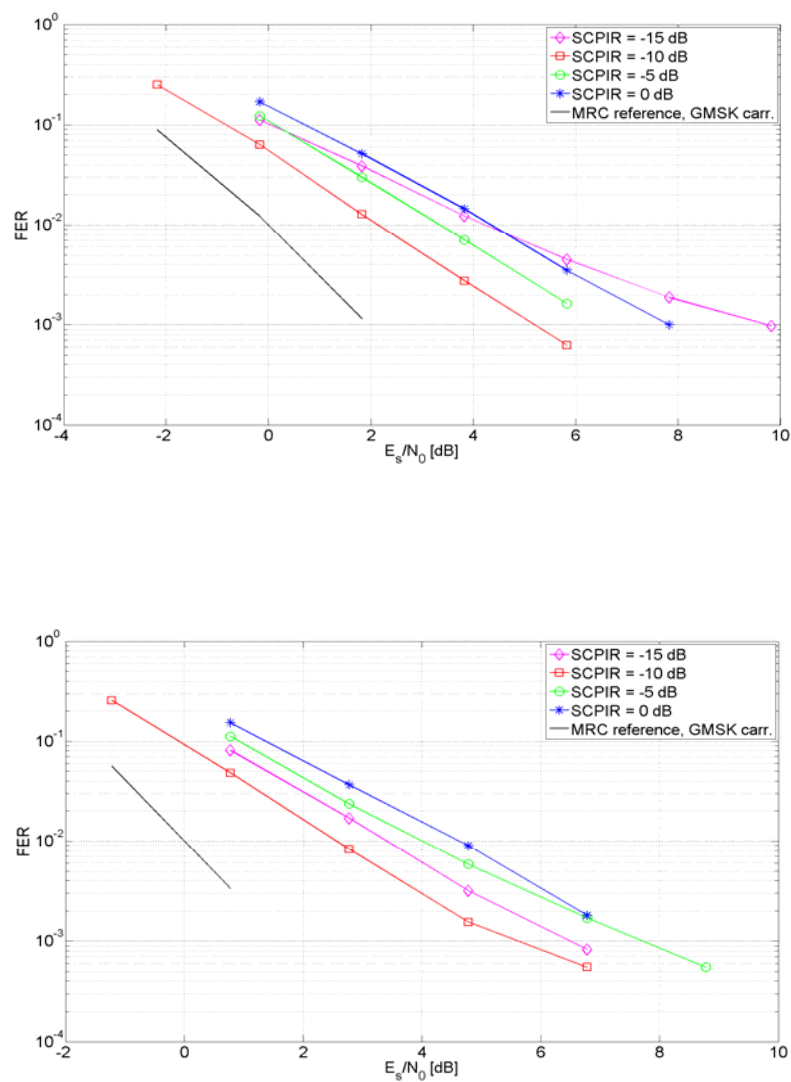 10^0
10^-1
10^-2
10^-3
10^-4
FER
SCPIR = -15 dB
SCPIR = -10 dB
SCPIR = -5 dB
SCPIR = 0 dB
MRC reference, GMSK carr.
-4 -2 0 2 4 6 8 10
E_s/N_0 [dB]
10^0
10^-1
10^-2
10^-3
10^-4
FER
SCPIR = -15 dB
SCPIR = -10 dB
SCPIR = -5 dB
SCPIR = 0 dB
MRC reference, GMSK carr.
-2 0 2 4 6 8 10
E_s/N_0 [dB]